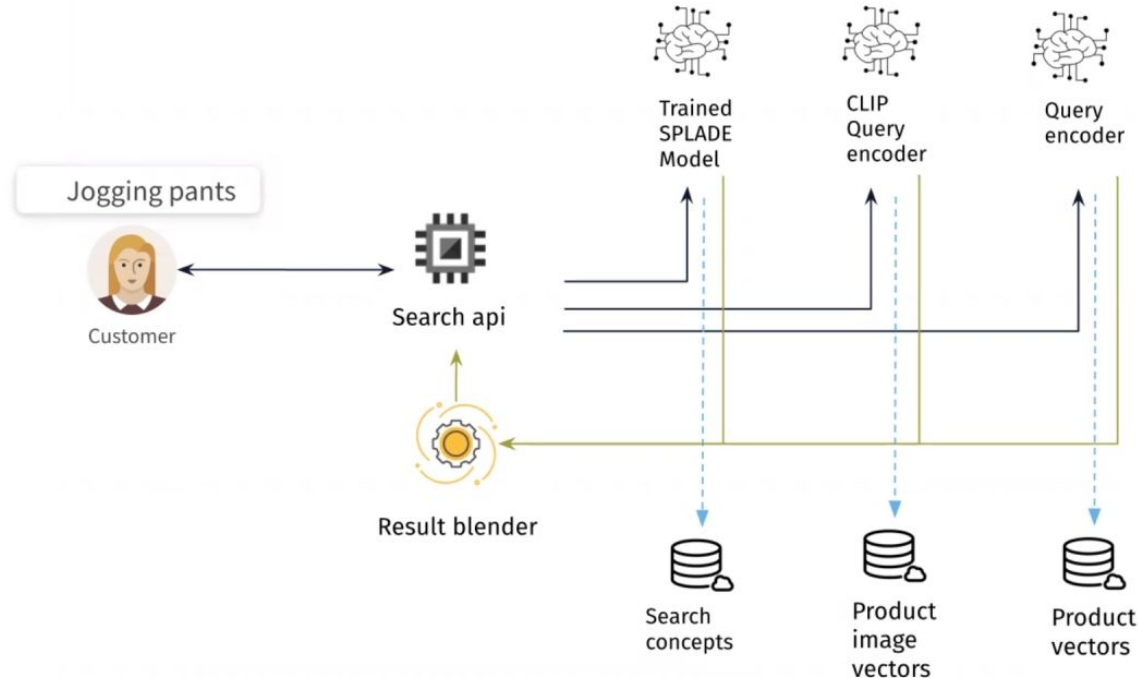 Trained
SPLADE
Model
CLIP
Query
encoder
Query
encoder
Jogging pants
Customer
Search api
Result blender
Search
concepts
Product
image
vectors
Product
vectors